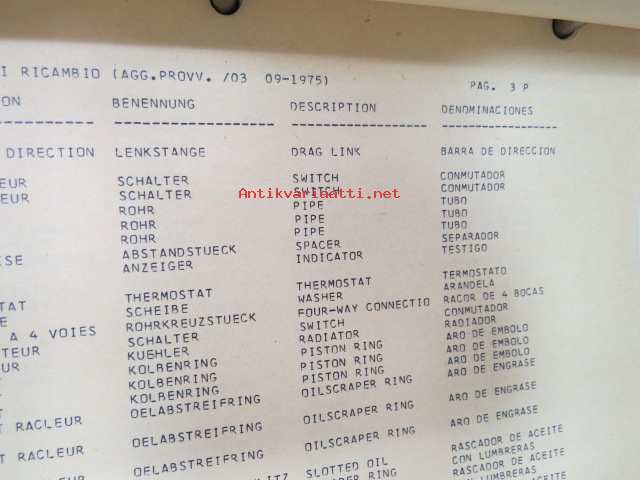 I RICAMBIO (AGG.PROVV. /03 09-1975) PAG. 3 P
ON BENENNUNG DESCRIPTION DENOMINACIONES
DIRECTION LENKSTANGE DRAG LINK BARRA DE DIRECCION
EUR SCHALTER SWITCH CONMUTADOR
EUR SCHALTER SWITCH CONMUTADOR
Antikvariaatti.net
ROHR PIPE TUBO
ROHR PIPE TUBO
ROHR PIPE TUBO
ABSTANDSTUECK SPACER SEPARADOR
SE ANZEIGER INDICATOR TESTIGO
TAT THERMOSTAT THERMOSTAT TERMOSTATO
E SCHEIBE WASHER ARANDELA
A 4 VOIES ROHRKREUZSTUECK FOUR-WAY CONNECTIO RACOR DE 4 BOCAS
TEUR SCHALTER SWITCH CONMUTADOR
KUEHLER RADIATOR RADIADOR
KOLBENRING PISTON RING ARO DE EMBOLO
KOLBENRING PISTON RING ARO DE EMBOLO
KOLBENRING PISTON RING ARO DE EMBOLO
T RACLEUR OELABSTREIFRING OILSCRAPER RING ARO DE ENGRASE
T RACLEUR OELABSTREIFRING OILSCRAPER RING ARO DE ENGRASE
T RACLEUR OELABSTREIFRING OILSCRAPER RING ARO DE ENGRASE
LITZ SLOTTED OIL RASCADOR DE ACEITE
RING CON LUMBRERAS
RASCADOR DE ACEITE